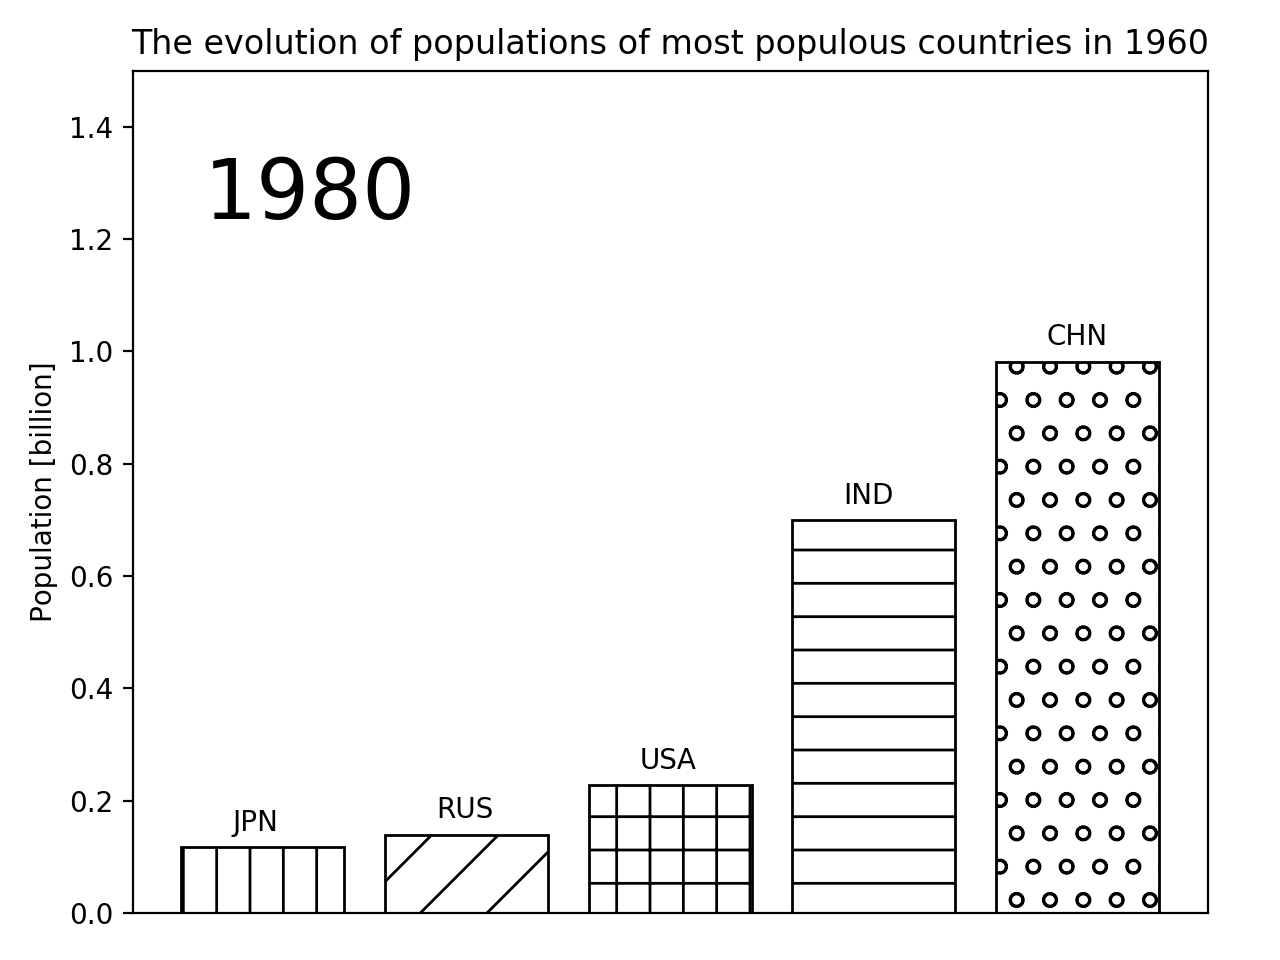 The evolution of populations of most populous countries in 1960
1980
Population [billion]
1.4
1.2
1.0
0.8
0.6
0.4
0.2
0.0
JPN
RUS
USA
IND
CHN